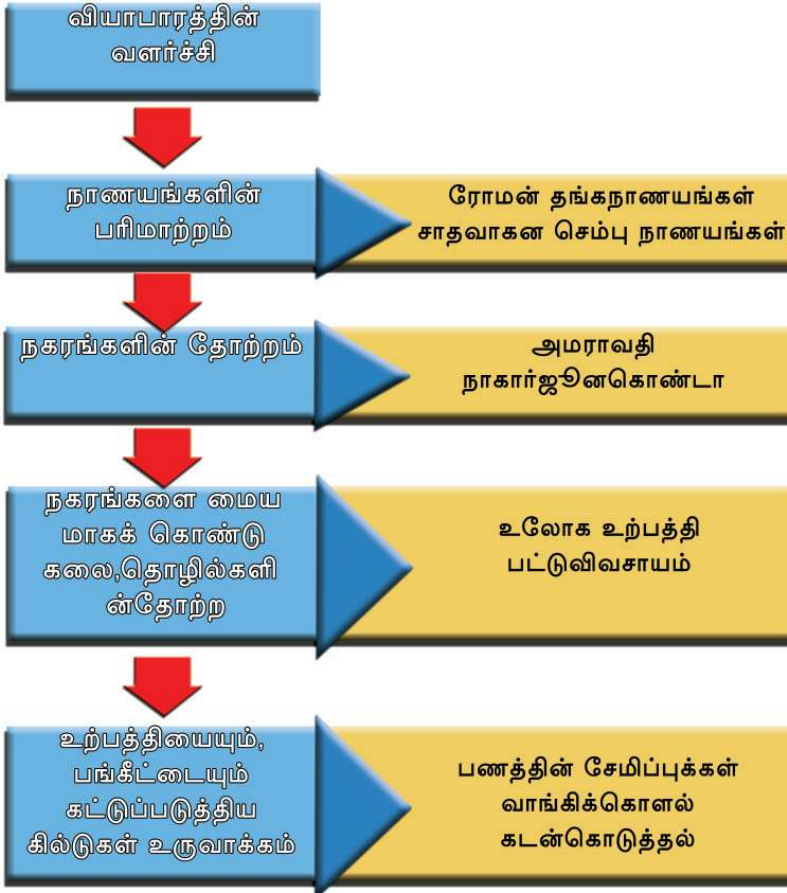 வியாபாரத்தின்
வளர்ச்சி
நாணயங்களின்
பரிமாற்றம்
ரோமன் தங்கநாணயங்கள்
சாதவாகன செம்பு நாணயங்கள்
நகரங்களின் தோற்றம்
அமராவதி
நாகார்ஜூனகொண்டா
நகரங்களை மைய
மாகக் கொண்டு
கலை,தொழில்களி
ன்தோற்ற
உலோக உற்பத்தி
பட்டுவிவசாயம்
உற்பத்தியையும்,
பங்கீட்டையும்
கட்டுப்படுத்திய
கில்டுகள் உருவாக்கம்
பணத்தின் சேமிப்புக்கள்
வாங்கிக்கொளல்
கடன்கொடுத்தல்